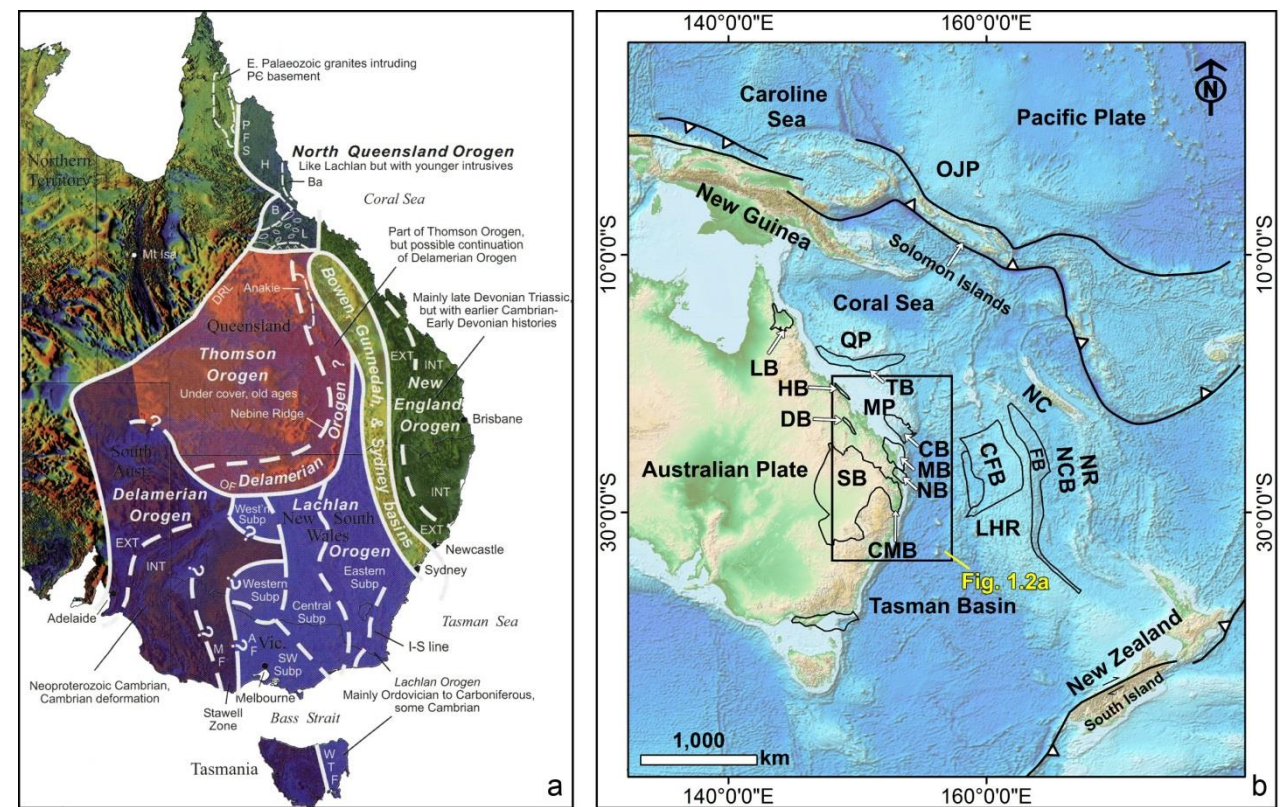 E. Palaeozoic granites intruding
PЄ basement
P
F
S
H
North Queensland Orogen
Like Lachlan but with younger intrusives
Ba
Northern
Territory
Coral Sea
B
L
Mt Isa
Part of Thomson Orogen,
but possible continuation
of Delamerian Orogen
DRL
Anakie
Queensland
Bowen, Gunnedah, & Sydney basins
Mainly late Devonian Triassic,
but with earlier Cambrian-
Early Devonian histories
EXT
INT
Thomson
Orogen
Under cover, old ages
Nebine Ridge
Orogen ?
New
England
Orogen
Brisbane
?
South
Aust.
OF
Delamerian
Delamerian
Orogen
?
West'n
Subp
?
Lachlan
New South
Wales
Orogen
INT
EXT
Newcastle
Sydney
EXT
INT
?
?
Western
Subp
Eastern
Subp
Central
Subp
Adelaide
Tasman Sea
?
M
F
?
A
F
Vic.
SW
Subp
I-S line
Neoproterozoic Cambrian,
Cambrian deformation
Melbourne
Stawell
Zone
Lachlan Orogen
Mainly Ordovician to Carboniferous,
some Cambrian
Bass Strait
Tasmania
W
T
F
a
140°0'0"E
160°0'0"E
N
Caroline
Sea
Pacific Plate
OJP
New Guinea
Solomon Islands
10°0'0"S
10°0'0"S
Coral Sea
QP
LB
TB
HB
MP
NC
DB
CB
CFB
FB
NCB
NR
MB
Australian Plate
SB
NB
30°0'0"S
30°0'0"S
LHR
CMB
Fig. 1.2a
Tasman Basin
New Zealand
South Island
1,000
km
140°0'0"E
160°0'0"E
b